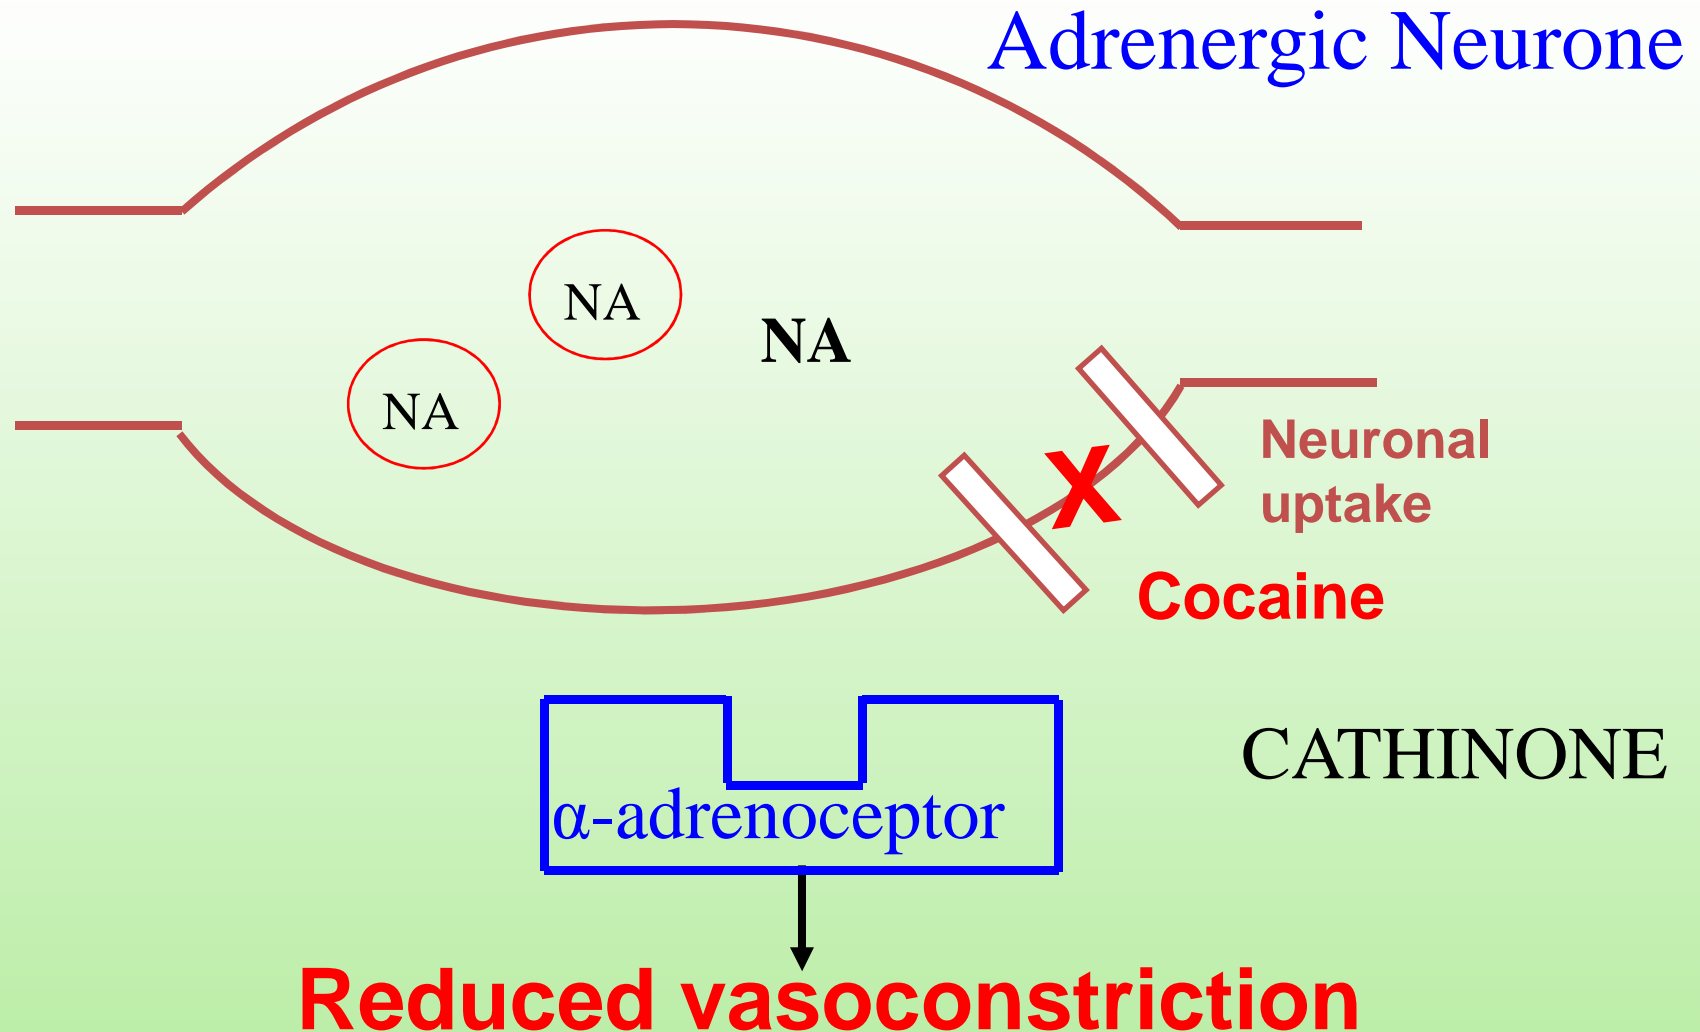 Adrenergic Neurone
NA
NA
NA
X
Neuronal
uptake
Cocaine
CATHINONE
α-adrenoceptor
Reduced vasoconstriction